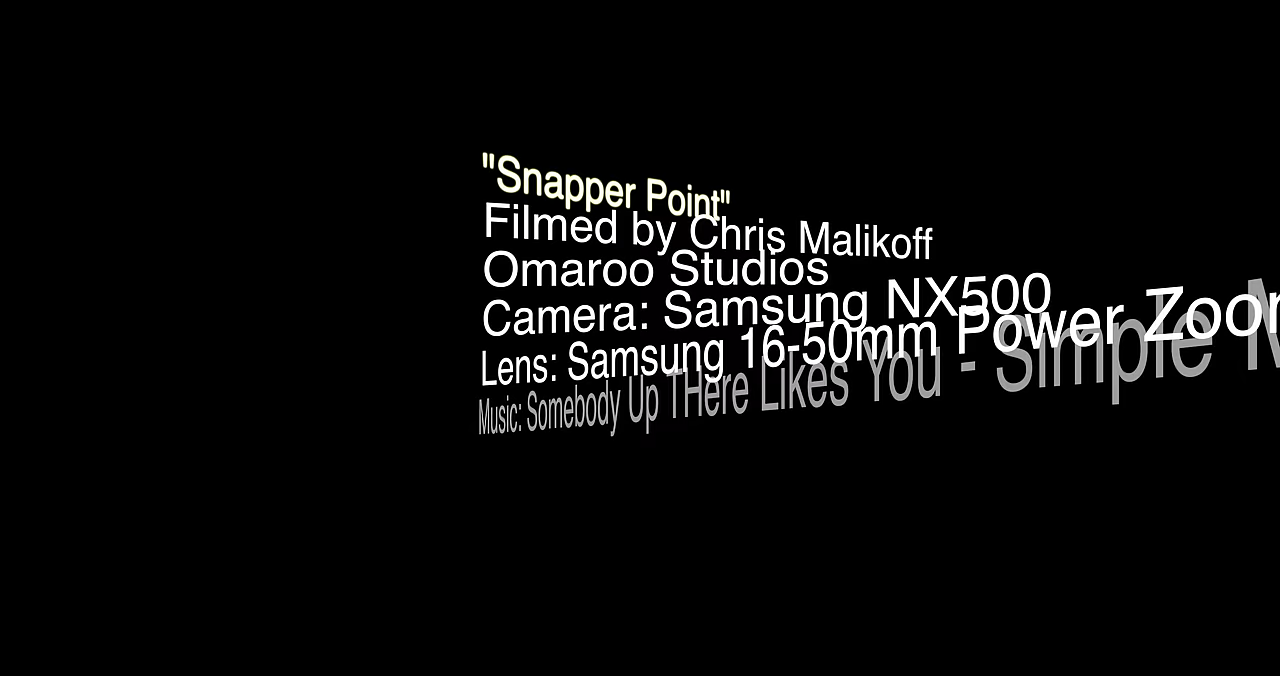 "Snapper Point"
Filmed by Chris Malikoff
Omaroo Studios
Camera: Samsung NX500
Lens: Samsung 16-50mm Power Zoo
Music: Somebody Up THere Likes You - Simple M